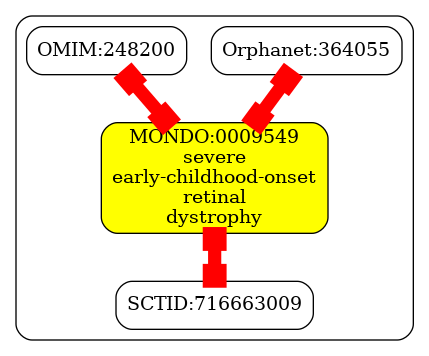 OMIM:248200
Orphanet:364055
MONDO:0009549
severe
early-childhood-onset
retinal
dystrophy
SCTID:716663009